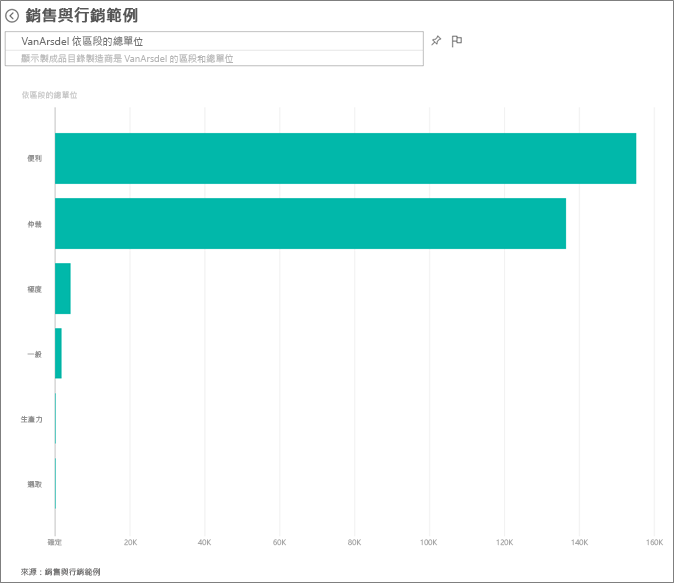 銷售與行銷範例
VanArsdel 依區段的總單位
顯示製成品目錄製造商是 VanArsdel 的區段和總單位
依區段的總單位
便利
仲裁
極度
一般
生產力
選取
確定 20K 40K 60K 80K 100K 120K 140K 160K
來源：銷售與行銷範例